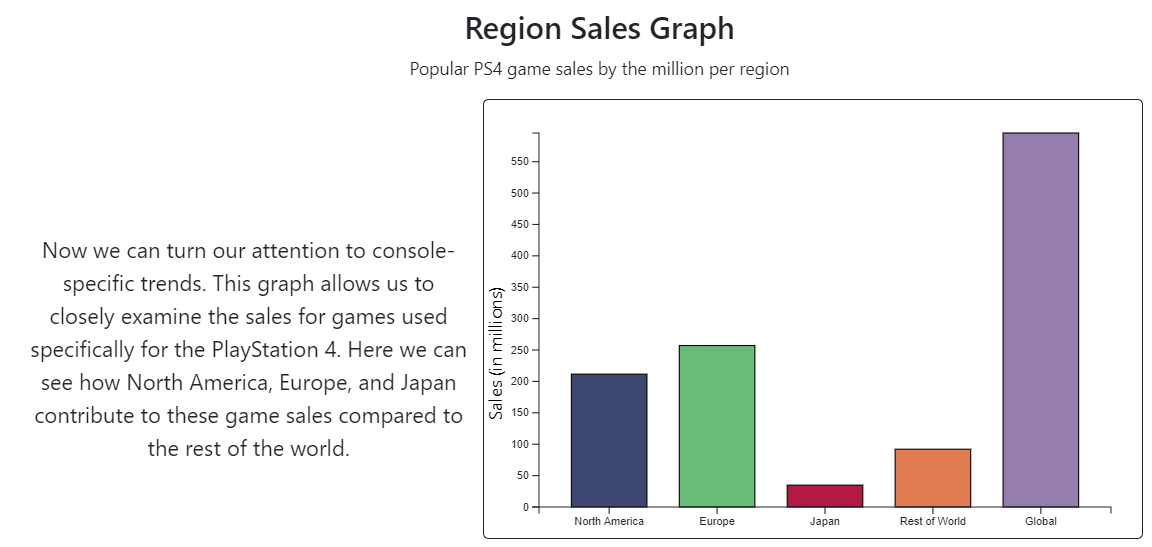 Region Sales Graph
Popular PS4 game sales by the million per region
Now we can turn our attention to console-
specific trends. This graph allows us to
closely examine the sales for games used
specifically for the PlayStation 4. Here we can
see how North America, Europe, and Japan
contribute to these game sales compared to
the rest of the world.
Sales (in millions)
550
500
450
400
350
300
250
200
150
100
50
0
North America
Europe
Japan
Rest of World
Global